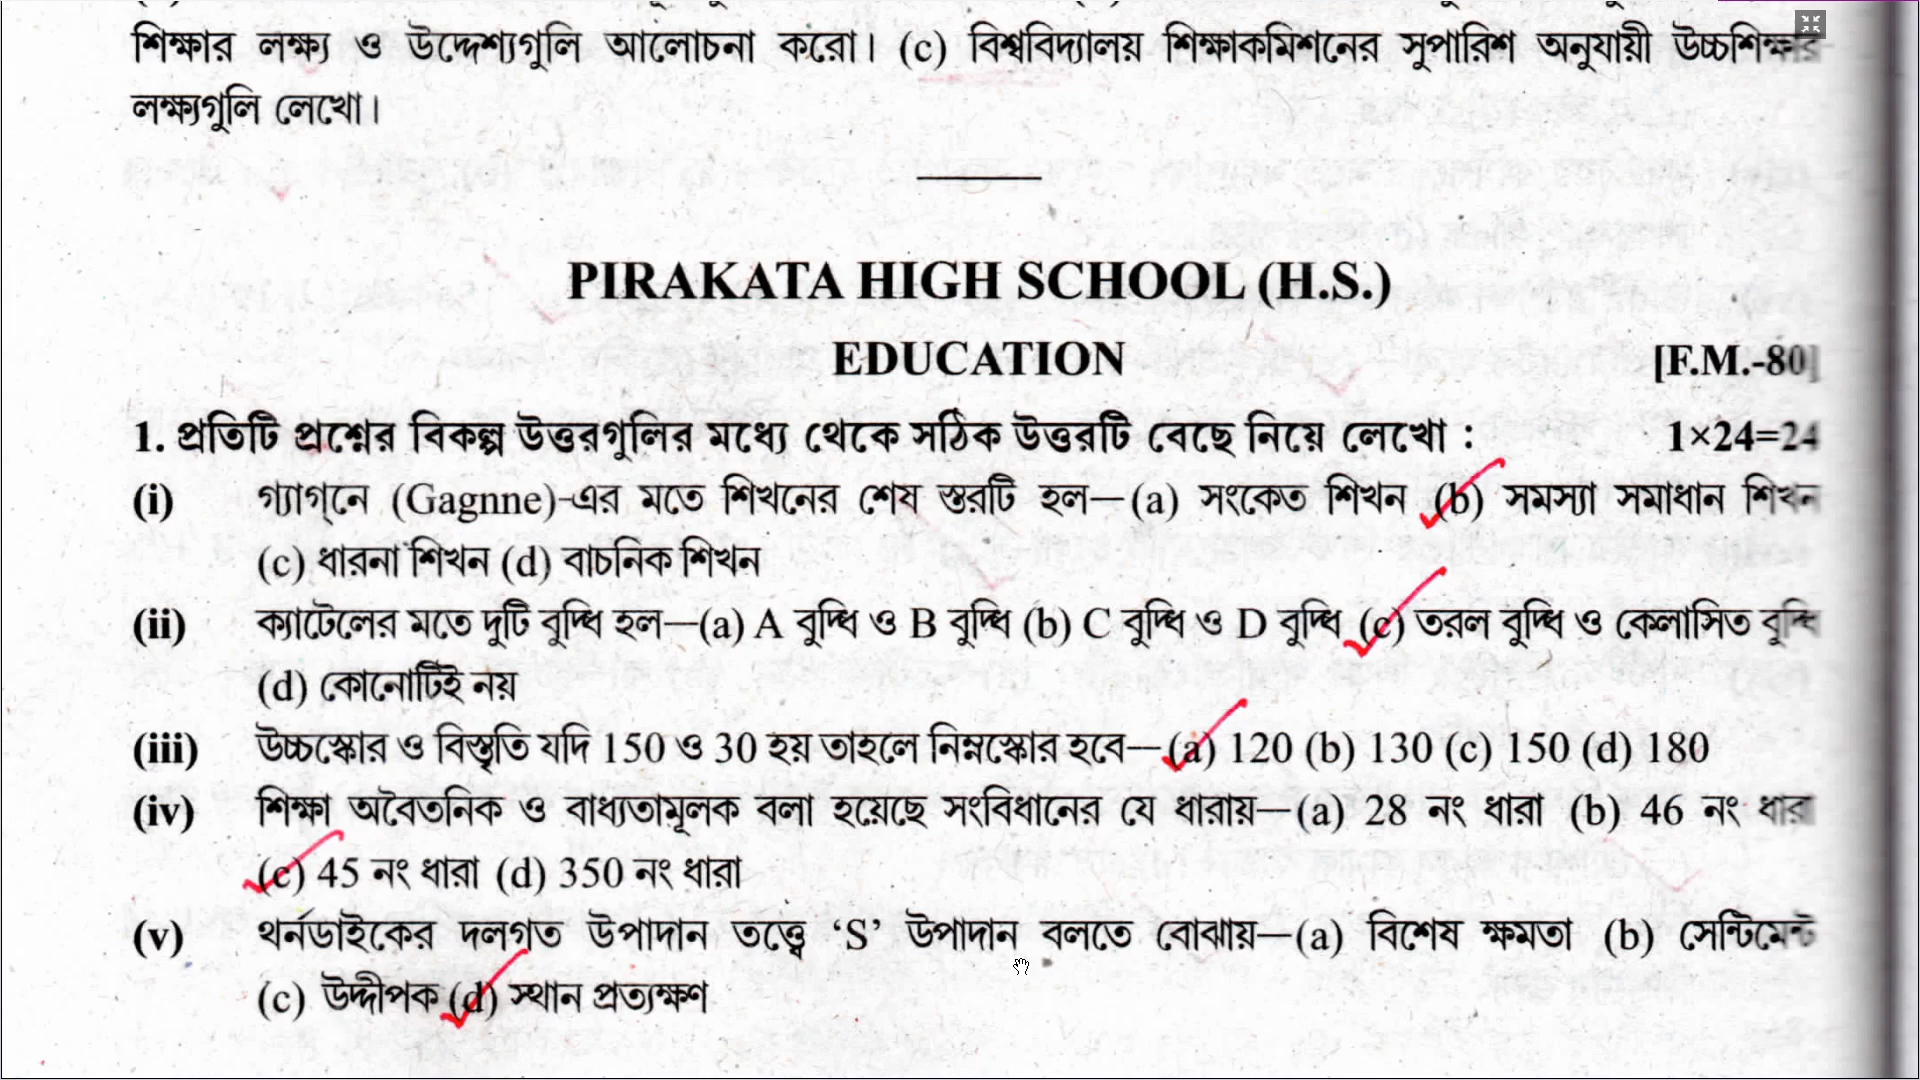 শিক্ষার লক্ষ্য ও উদ্দেশ্যগুলি আলোচনা করো। (c) বিশ্ববিদ্যালয় শিক্ষাকমিশনের সুপারিশ অনুযায়ী উচ্চশিক্ষার
লক্ষ্যগুলি লেখো।
PIRAKATA HIGH SCHOOL (H.S.)
EDUCATION [F.M.-80]
1. প্রতিটি প্রশ্নের বিকল্প উত্তরগুলির মধ্যে থেকে সঠিক উত্তরটি বেছে নিয়ে লেখো : 1×24=24
(i) গ্যাগ্‌নে (Gagnne)-এর মতে শিখনের শেষ স্তরটি হল—(a) সংকেত শিখন (b) সমস্যা সমাধান শিখন
(c) ধারনা শিখন (d) বাচনিক শিখন
(ii) ক্যাটেলের মতে দুটি বুদ্ধি হল—(a) A বুদ্ধি ও B বুদ্ধি (b) C বুদ্ধি ও D বুদ্ধি (c) তরল বুদ্ধি ও কেলাসিত বুদ্ধি
(d) কোনোটিই নয়
(iii) উচ্চস্কোর ও বিস্তৃতি যদি 150 ও 30 হয় তাহলে নিম্নস্কোর হবে—(a) 120 (b) 130 (c) 150 (d) 180
(iv) শিক্ষা অবৈতনিক ও বাধ্যতামূলক বলা হয়েছে সংবিধানের যে ধারায়—(a) 28 নং ধারা (b) 46 নং ধারা
(c) 45 নং ধারা (d) 350 নং ধারা
(v) থর্নডাইকের দলগত উপাদান তত্ত্বে ‘S’ উপাদান বলতে বোঝায়—(a) বিশেষ ক্ষমতা (b) সেন্টিমেন্ট
(c) উদ্দীপক (d) স্থান প্রত্যক্ষণ